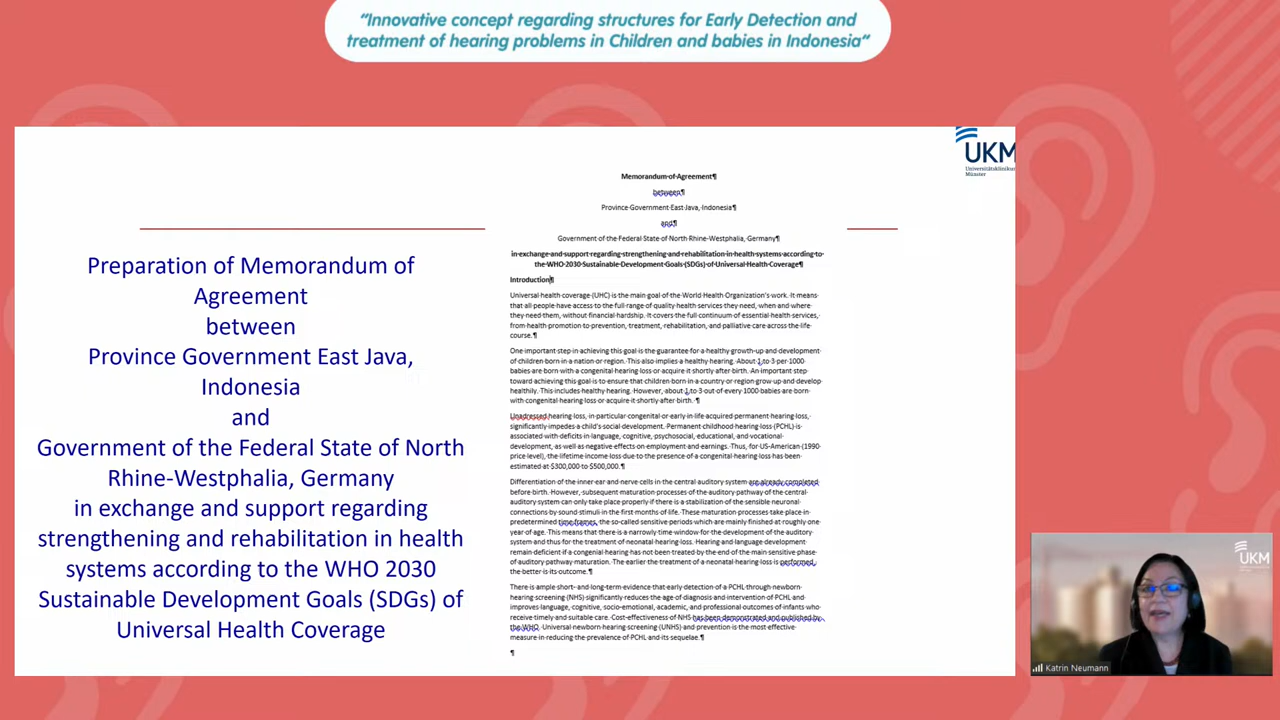 “Innovative concept regarding structures for Early Detection and
treatment of hearing problems in Children and babies in Indonesia“
UKM
Universitätsklinikum
Münster
Preparation of Memorandum of
Agreement
between
Province Government East Java,
Indonesia
and
Government of the Federal State of North
Rhine-Westphalia, Germany
in exchange and support regarding
strengthening and rehabilitation in health
systems according to the WHO 2030
Sustainable Development Goals (SDGs) of
Universal Health Coverage
Memorandum·of·Agreement¶
between¶
Province·Government·East·Java,·Indonesia¶
and¶
Government·of·the·Federal·State·of·North·Rhine-Westphalia,·Germany¶
in·exchange·and·support·regarding·strengthening·and·rehabilitation·in·health·systems·according·to·
the·WHO·2030·Sustainable·Development·Goals·(SDGs)·of·Universal·Health·Coverage¶
Introduction¶
Universal·health·coverage·(UHC)·is·the·main·goal·of·the·World·Health·Organization's·work.·It·means·
that·all·people·have·access·to·the·full·range·of·quality·health·services·they·need,·when·and·where·
they·need·them,·without·financial·hardship.·It·covers·the·full·continuum·of·essential·health·services,·
from·health·promotion·to·prevention,·treatment,·rehabilitation,·and·palliative·care·across·the·life·
course.¶
One·important·step·in·achieving·this·goal·is·the·guarantee·for·a·healthy·growth·up·and·development·
of·children·born·in·a·nation·or·region.·This·also·implies·a·healthy·hearing.·About·1·to·3·per·1000·
babies·are·born·with·a·congenital·hearing·loss·or·acquire·it·shortly·after·birth.·An·important·step·
toward·achieving·this·goal·is·to·ensure·that·children·born·in·a·country·or·region·grow·up·and·develop·
healthily.·This·includes·healthy·hearing.·However,·about·1·to·3·out·of·every·1000·babies·are·born·
with·congenital·hearing·loss·or·acquire·it·shortly·after·birth.·¶
Unadressed·hearing·loss,·in·particular·congenital·or·early·in·life·acquired·permanent·hearing·loss,·
significantly·impedes·a·child's·social·development.·Permanent·childhood·hearing·loss·(PCHL)·is·
associated·with·deficits·in·language,·cognitive,·psychosocial,·educational,·and·vocational·
development,·as·well·as·negative·effects·on·employment·and·earnings.·Thus,·for·US-American·(1990·
price·level),·the·lifetime·income·loss·due·to·the·presence·of·a·congenital·hearing·loss·has·been·
estimated·at·$300,000·to·$500,000.¶
Differentiation·of·the·inner·ear·and·nerve·cells·in·the·central·auditory·system·are·already·completed·
before·birth.·However,·subsequent·maturation·processes·of·the·auditory·pathway·of·the·central·
auditory·system·can·only·take·place·properly·if·there·is·a·stabilization·of·the·sensible·neuronal·
connections·by·sound·stimuli·in·the·first·months·of·life.·These·maturation·processes·take·place·in·
predetermined·time·frames,·the·so-called·sensitive·periods·which·are·mainly·finished·at·roughly·one·
year·of·age.·This·means·that·there·is·a·narrowly·time·window·for·the·development·of·the·auditory·
system·and·thus·for·the·treatment·of·neonatal·hearing·loss.·Hearing·and·language·development·
remain·deficient·if·a·congenial·hearing·has·not·been·treated·by·the·end·of·the·main·sensitive·phase·
of·auditory·pathway·maturation.·The·earlier·the·treatment·of·a·neonatal·hearing·loss·is·performed,·
the·better·is·its·outcome.¶
There·is·ample·short-·and·long-term·evidence·that·early·detection·of·a·PCHL·through·newborn·
hearing·screening·(NHS)·significantly·reduces·the·age·of·diagnosis·and·intervention·of·PCHL·and·
improves·language,·cognitive,·socio-emotional,·academic,·and·professional·outcomes·of·infants·who·
receive·timely·and·suitable·care.·Cost-effectiveness·of·NHS·has·been·demonstrated·and·published·by·
the·WHO.·Universal·newborn·hearing·screening·(UNHS)·and·prevention·is·the·most·effective·
measure·in·reducing·the·prevalence·of·PCHL·and·its·sequelae.¶
¶
UKM
Katrin Neumann